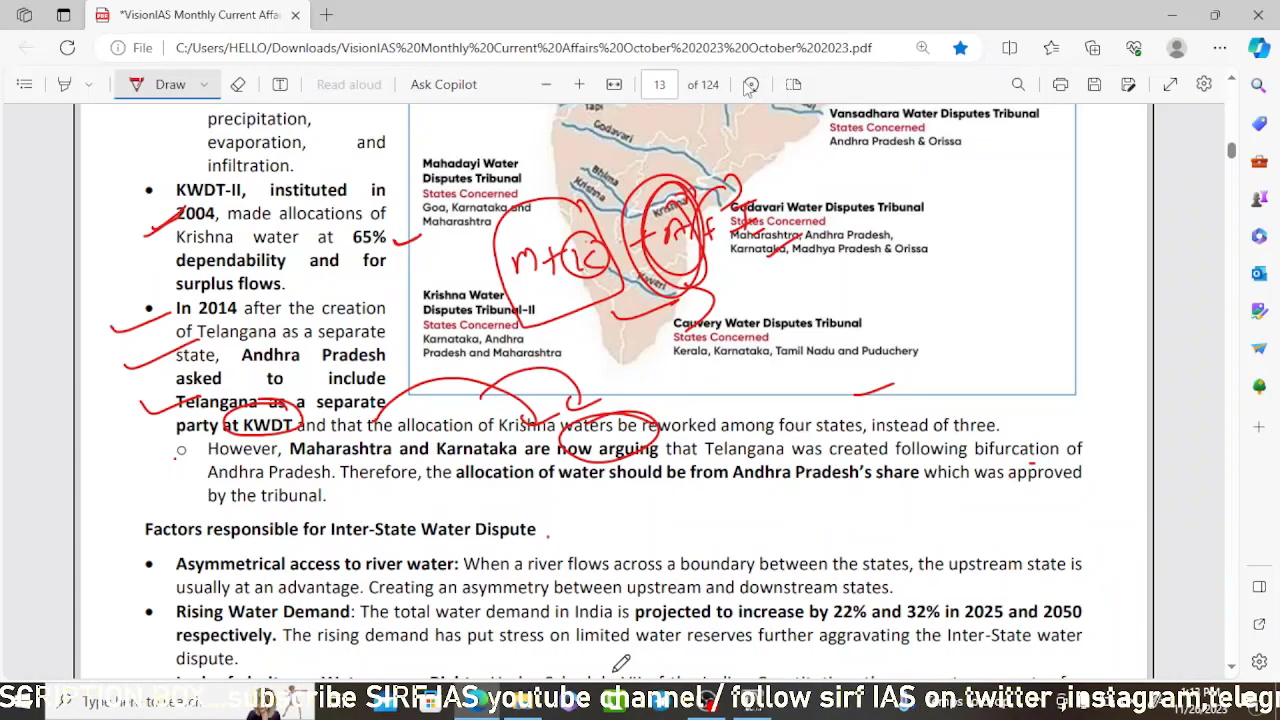 *VisionIAS Monthly Current Affai
File
C:/Users/HELLO/Downloads/VisionIAS%20Monthly%20Current%20Affairs%20October%202023%20October%202023.pdf
Draw
Read aloud
Ask Copilot
13
of 124
precipitation,
evaporation, and
infiltration.
• KWDT-II, instituted in
2004, made allocations of
Krishna water at 65%
dependability and for
surplus flows.
• In 2014 after the creation
of Telangana as a separate
state, Andhra Pradesh
asked to include
Telangana as a separate
party at KWDT and that the allocation of Krishna waters be reworked among four states, instead of three.
Tapi
Godavari
Bhima
Krishna
Krishna
Kaveri
Vansadhara Water Disputes Tribunal
States Concerned
Andhra Pradesh & Orissa
Mahadayi Water
Disputes Tribunal
States Concerned
Goa, Karnataka and
Maharashtra
Godavari Water Disputes Tribunal
States Concerned
Maharashtra, Andhra Pradesh,
Karnataka, Madhya Pradesh & Orissa
m+k
Krishna Water
Disputes Tribunal-II
States Concerned
Karnataka, Andhra
Pradesh and Maharashtra
Cauvery Water Disputes Tribunal
States Concerned
Kerala, Karnataka, Tamil Nadu and Puduchery
○ However, Maharashtra and Karnataka are now arguing that Telangana was created following bifurcation of
Andhra Pradesh. Therefore, the allocation of water should be from Andhra Pradesh's share which was approved
by the tribunal.
Factors responsible for Inter-State Water Dispute
• Asymmetrical access to river water: When a river flows across a boundary between the states, the upstream state is
usually at an advantage. Creating an asymmetry between upstream and downstream states.
• Rising Water Demand: The total water demand in India is projected to increase by 22% and 32% in 2025 and 2050
respectively. The rising demand has put stress on limited water reserves further aggravating the Inter-State water
dispute.
subscribe SIRF IAS youtube channel / follow sirf IAS on twitter instagram telegr